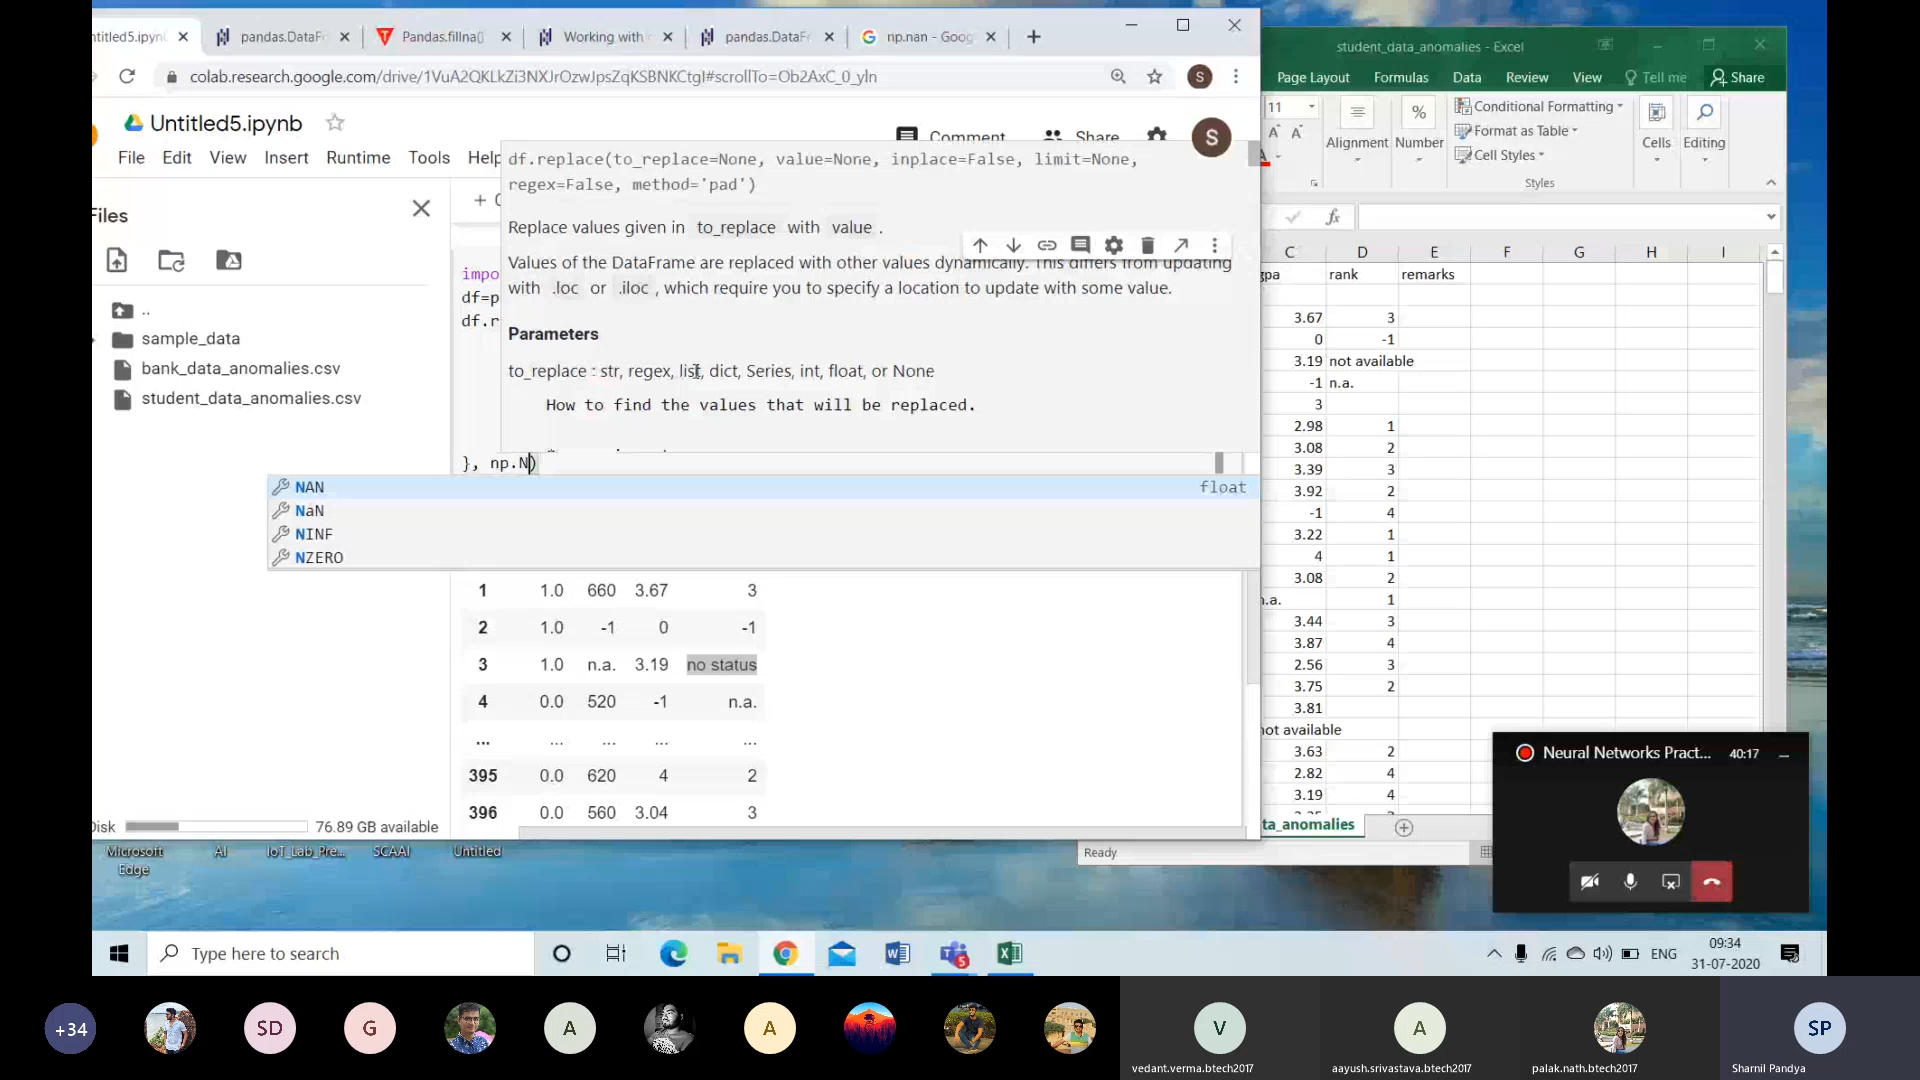 ntitled5.ipyn
pandas.DataFr
Pandas.fillna()
Working with
pandas.DataFr
np.nan - Goog
colab.research.google.com/drive/1VuA2QKLkZi3NXJrOzwJpsZqKSBNKCtgI#scrollTo=Ob2AxC_0_yln
S
Untitled5.ipynb
Comment
Share
S
File Edit View Insert Runtime Tools Help
df.replace(to_replace=None, value=None, inplace=False, limit=None,
regex=False, method='pad')
Replace values given in to_replace with value .
Values of the DataFrame are replaced with other values dynamically. This differs from updating
with .loc or .iloc , which require you to specify a location to update with some value.
Parameters
to_replace : str, regex, list, dict, Series, int, float, or None
How to find the values that will be replaced.
Files
..
sample_data
bank_data_anomalies.csv
student_data_anomalies.csv
impo
df=p
df.r
}, np.N)
NAN float
NaN
NINF
NZERO
1 1.0 660 3.67 3
2 1.0 -1 0 -1
3 1.0 n.a. 3.19 no status
4 0.0 520 -1 n.a.
... ... ... ... ...
395 0.0 620 4 2
396 0.0 560 3.04 3
Disk 76.89 GB available
Microsoft
Edge
AI
IoT_Lab_Pre...
SCAAI
Untitled
student_data_anomalies - Excel
Page Layout Formulas Data Review View Tell me Share
11
A A
A
Alignment
%
Number
Conditional Formatting
Format as Table
Cell Styles
Styles
Cells
Editing
fx
C D E F G H I
gpa rank remarks
3.67 3
0 -1
3.19 not available
-1 n.a.
3
2.98 1
3.08 2
3.39 3
3.92 2
-1 4
3.22 1
4 1
3.08 2
n.a. 1
3.44 3
3.87 4
2.56 3
3.75 2
3.81
not available
3.63 2
2.82 4
3.19 4
ta_anomalies
Ready
Neural Networks Pract... 40:17
Type here to search
ENG
09:34
31-07-2020
+34
SD
G
A
A
V
vedant.verma.btech2017
A
aayush.srivastava.btech2017
palak.nath.btech2017
SP
Sharnil Pandya